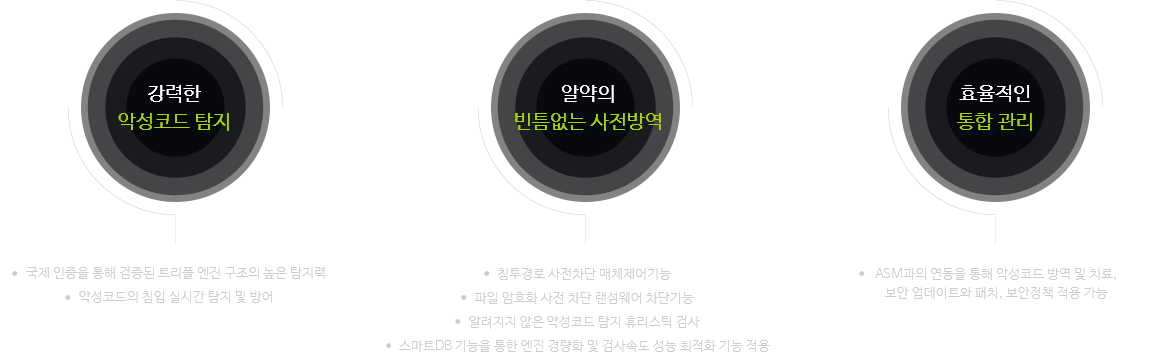 강력한
악성코드 탐지
• 국제 인증을 통해 검증된 트리플 엔진 구조의 높은 탐지력
• 악성코드의 침입 실시간 탐지 및 방어
알약의
빈틈없는 사전방역
• 침투경로 사전차단 매체제어기능
• 파일 암호화 사전 차단 랜섬웨어 차단기능
• 알려지지 않은 악성코드 탐지 휴리스틱 검사
• 스마트DB 기능을 통한 엔진 경량화 및 검사속도 성능 최적화 기능 적용
효율적인
통합 관리
• ASM과의 연동을 통해 악성코드 방역 및 치료,
보안 업데이트와 패치, 보안정책 적용 가능